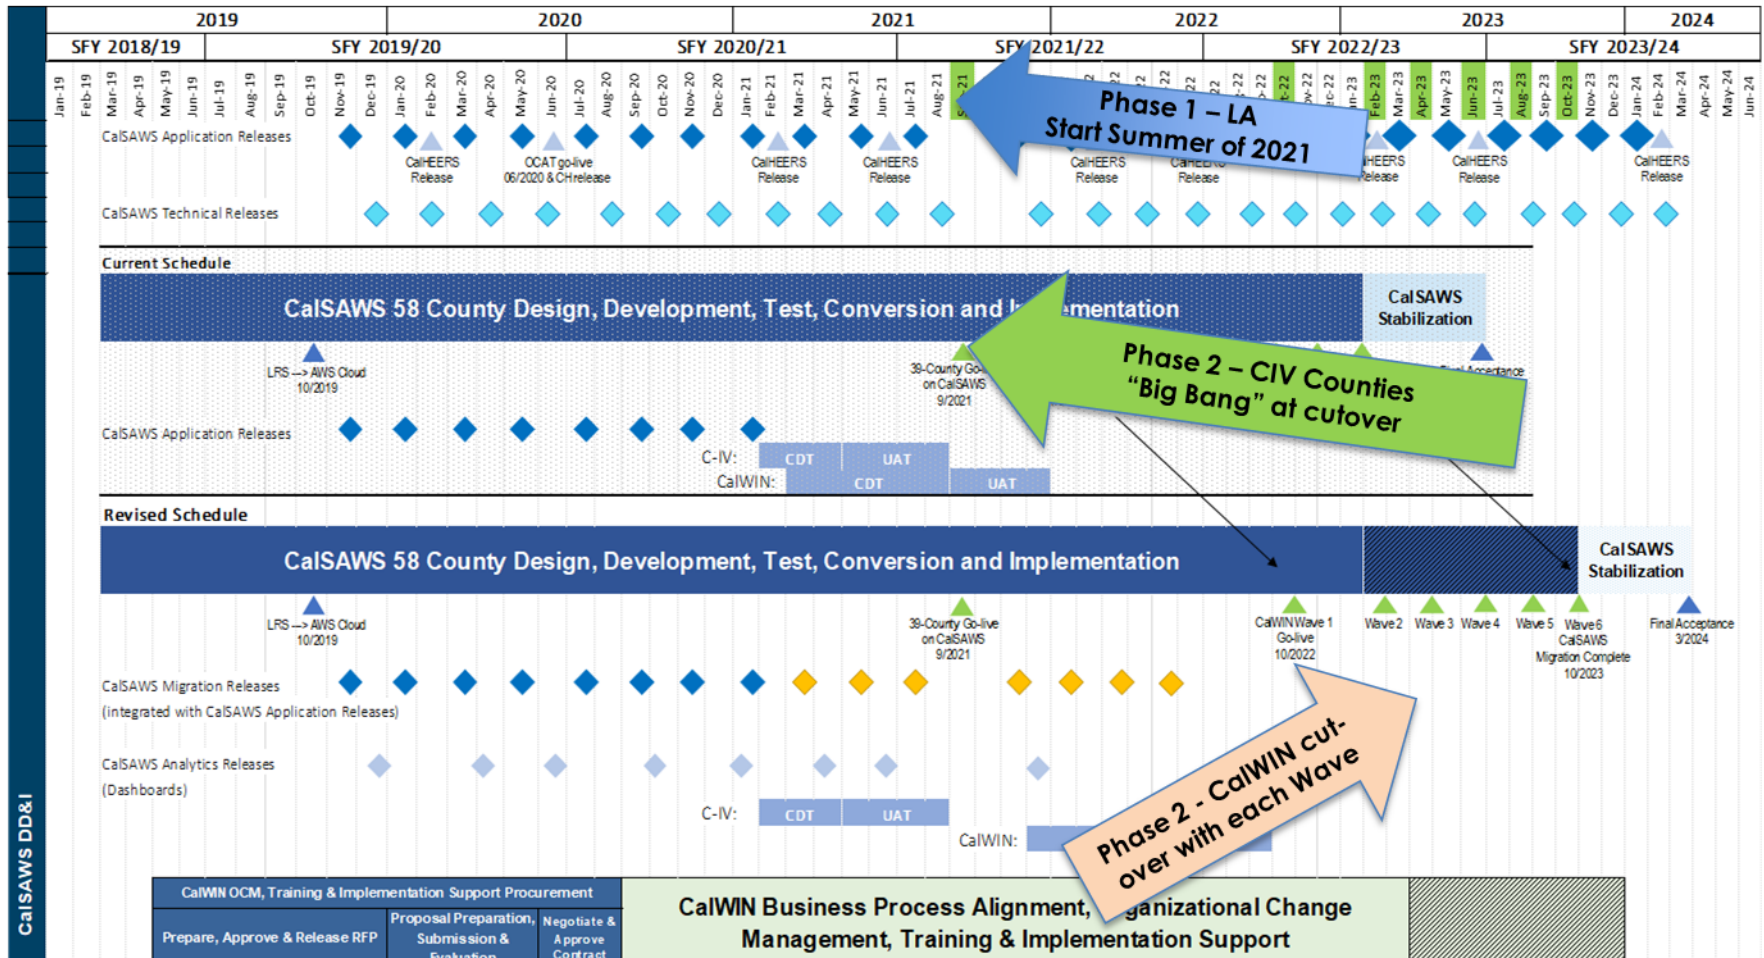 2019 2020 2021 2022 2023 2024
SFY 2018/19 SFY 2019/20 SFY 2020/21 SFY 2021/22 SFY 2022/23 SFY 2023/24
Jan-19 Feb-19 Mar-19 Apr-19 May-19 Jun-19 Jul-19 Aug-19 Sep-19 Oct-19 Nov-19 Dec-19 Jan-20 Feb-20 Mar-20 Apr-20 May-20 Jun-20 Jul-20 Aug-20 Sep-20 Oct-20 Nov-20 Dec-20 Jan-21 Feb-21 Mar-21 Apr-21 May-21 Jun-21 Jul-21 Aug-21 Feb-23 Mar-23 Apr-23 May-23 Jun-23 Jul-23 Aug-23 Sep-23 Oct-23 Nov-23 Dec-23 Jan-24 Feb-24 Mar-24 Apr-24 May-24 Jun-24
Phase 1 – LA
Start Summer of 2021
CalSAWS Application Releases
CalHEERS
Release
OCAT go-live
06/2020 & CH release
CalHEERS
Release
CalHEERS
Release
CalHEERS
Release
CalHEERS
Release
CalHEERS
Release
CalHEERS
Release
CalSAWS Technical Releases
Current Schedule
CalSAWS 58 County Design, Development, Test, Conversion and Implementation
CalSAWS
Stabilization
LRS --> AWS Cloud
10/2019
39-County Go-
on CalSAWS
9/2021
Final Acceptance
Phase 2 – CIV Counties
“Big Bang” at cutover
CalSAWS Application Releases
C-IV: CDT UAT
CalWIN: CDT UAT
Revised Schedule
CalSAWS 58 County Design, Development, Test, Conversion and Implementation
CalSAWS
Stabilization
LRS --> AWS Cloud
10/2019
39-County Go-live
on CalSAWS
9/2021
CalWIN Wave 1
Go-live
10/2022
Wave 2 Wave 3 Wave 4 Wave 5 Wave 6
CalSAWS
Migration Complete
10/2023
Final Acceptance
3/2024
CalSAWS Migration Releases
(integrated with CalSAWS Application Releases)
CalSAWS Analytics Releases
(Dashboards)
C-IV: CDT UAT
CalWIN:
Phase 2 - CalWIN cut-
over with each Wave
CalSAWS DD&I
CalWIN OCM, Training & Implementation Support Procurement
Prepare, Approve & Release RFP
Proposal Preparation,
Submission &
Evaluation
Negotiate &
Approve
Contract
CalWIN Business Process Alignment, Organizational Change
Management, Training & Implementation Support